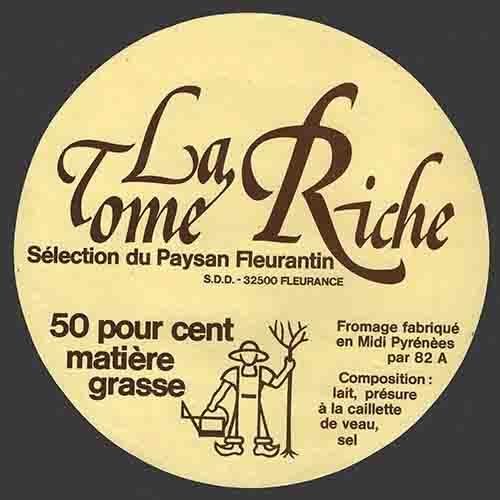 La
Tome Riche
Sélection du Paysan Fleurantin
S.D.D. - 32500 FLEURANCE
50 pour cent
matière
grasse
Fromage fabriqué
en Midi Pyrénèes
par 82 A
Composition :
lait, présure
à la caillette
de veau,
sel